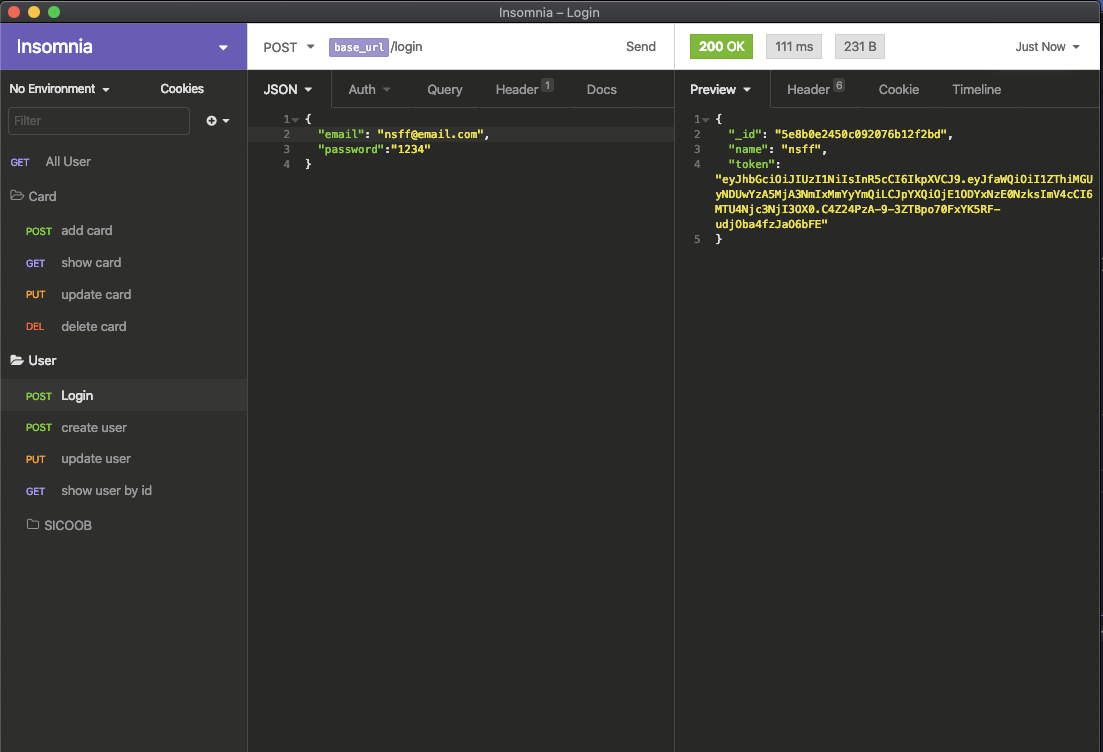 Insomnia – Login
Insomnia
POST base_url /login Send
200 OK 111 ms 231 B Just Now
No Environment Cookies
JSON Auth Query Header 1 Docs
Preview Header 6 Cookie Timeline
Filter
GET All User
Card
POST add card
GET show card
PUT update card
DEL delete card
User
POST Login
POST create user
PUT update user
GET show user by id
SICOOB
1 {
2 "email": "nsff@email.com",
3 "password":"1234"
4 }
1 {
2 "_id": "5e8b0e2450c092076b12f2bd",
3 "name": "nsff",
4 "token":
"eyJhbGciOiJIUzI1NiIsInR5cCI6IkpXVCJ9.eyJfaWQiOiI1ZThiMGU
yNDUwYzA5MjA3NmIxMmYyYmQiLCJpYXQiOjE1ODYxNzE0NzksImV4cCI6
MTU4Njc3NjI3OX0.C4Z24PzA-9-3ZTBpo70FxYK5RF-
udjOba4fzJaO6bFE"
5 }